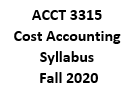 ACCT 3315
Cost Accounting
Syllabus
Fall 2020